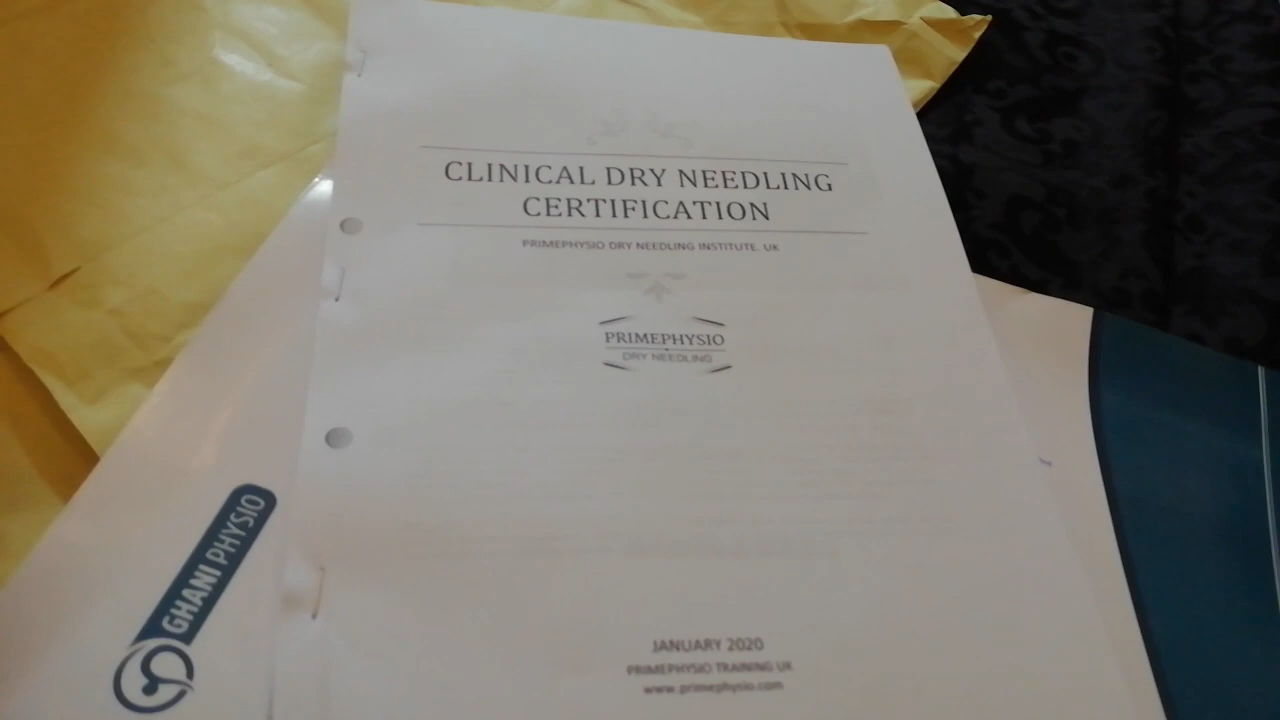 CLINICAL DRY NEEDLING
CERTIFICATION
PRIMEPHYSIO DRY NEEDLING INSTITUTE. UK
PRIMEPHYSIO
DRY NEEDLING
GHANI PHYSIO
JANUARY 2020
PRIMEPHYSIO TRAINING UK
www.primephysio.com